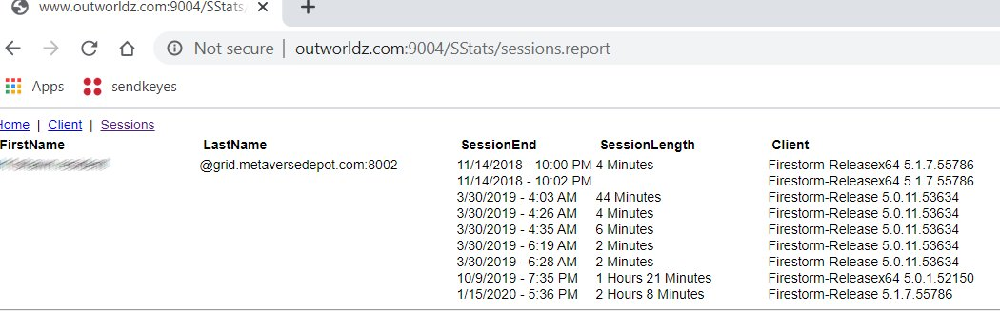 www.outworldz.com:9004/SStats/
Not secure | outworldz.com:9004/SStats/sessions.report
Apps sendkeyes
Home | Client | Sessions
FirstName LastName SessionEnd SessionLength Client
@grid.metaversedepot.com:8002 11/14/2018 - 10:00 PM 4 Minutes Firestorm-Releasex64 5.1.7.55786
11/14/2018 - 10:02 PM Firestorm-Releasex64 5.1.7.55786
3/30/2019 - 4:03 AM 44 Minutes Firestorm-Release 5.0.11.53634
3/30/2019 - 4:26 AM 4 Minutes Firestorm-Release 5.0.11.53634
3/30/2019 - 4:35 AM 6 Minutes Firestorm-Release 5.0.11.53634
3/30/2019 - 6:19 AM 2 Minutes Firestorm-Release 5.0.11.53634
3/30/2019 - 6:28 AM 2 Minutes Firestorm-Release 5.0.11.53634
10/9/2019 - 7:35 PM 1 Hours 21 Minutes Firestorm-Releasex64 5.0.1.52150
1/15/2020 - 5:36 PM 2 Hours 8 Minutes Firestorm-Release 5.1.7.55786